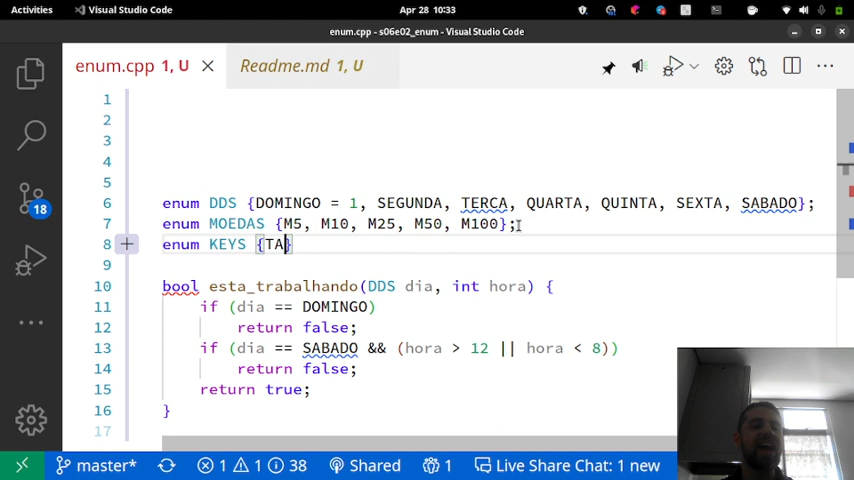 Activities Visual Studio Code Apr 28 10:33
enum.cpp - s06e02_enum - Visual Studio Code
enum.cpp 1, U Readme.md 1, U
1
2
3
4
5
6 enum DDS {DOMINGO = 1, SEGUNDA, TERCA, QUARTA, QUINTA, SEXTA, SABADO};
7 enum MOEDAS {M5, M10, M25, M50, M100};
8 enum KEYS {TA}
9
10 bool esta_trabalhando(DDS dia, int hora) {
11 if (dia == DOMINGO)
12 return false;
13 if (dia == SABADO && (hora > 12 || hora < 8))
14 return false;
15 return true;
16 }
17
18
master* 1 1 38 Shared 1 Live Share Chat: 1 new